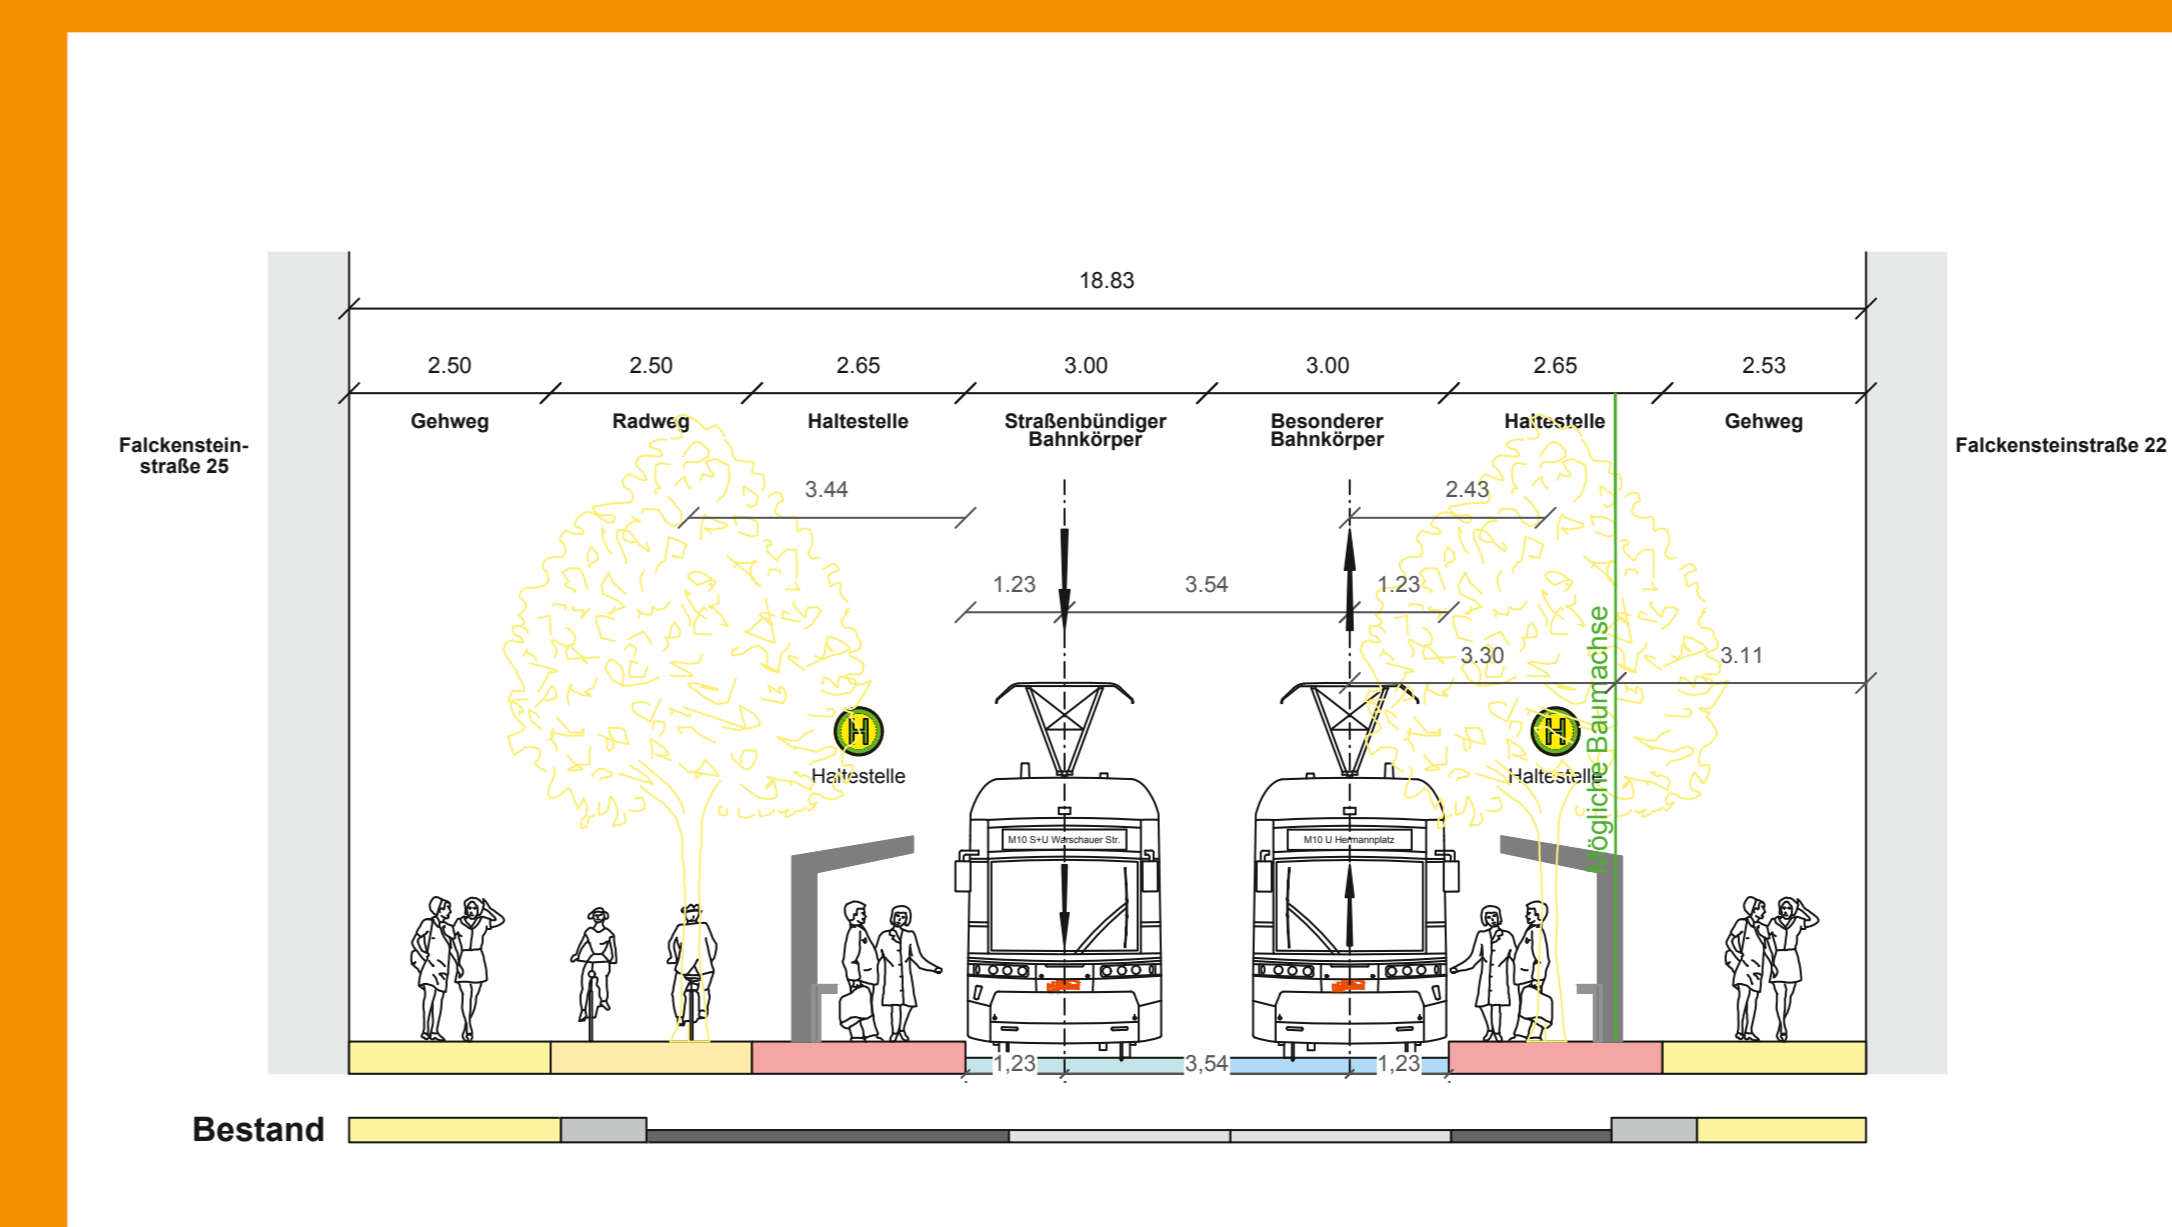 18.83
2.50 2.50 2.65 3.00 3.00 2.65 2.53
Gehweg Radweg Haltestelle Straßenbündiger Besonderer Haltestelle Gehweg
Bahnkörper Bahnkörper
Falckenstein-
straße 25
Falckensteinstraße 22
3.44 2.43
1.23 3.54 1.23
3.30 3.11
Mögliche Baumachse
H H
Haltestelle Haltestelle
M10 S+U Warschauer Str. M10 U Hermannplatz
1,23 3,54 1,23
Bestand